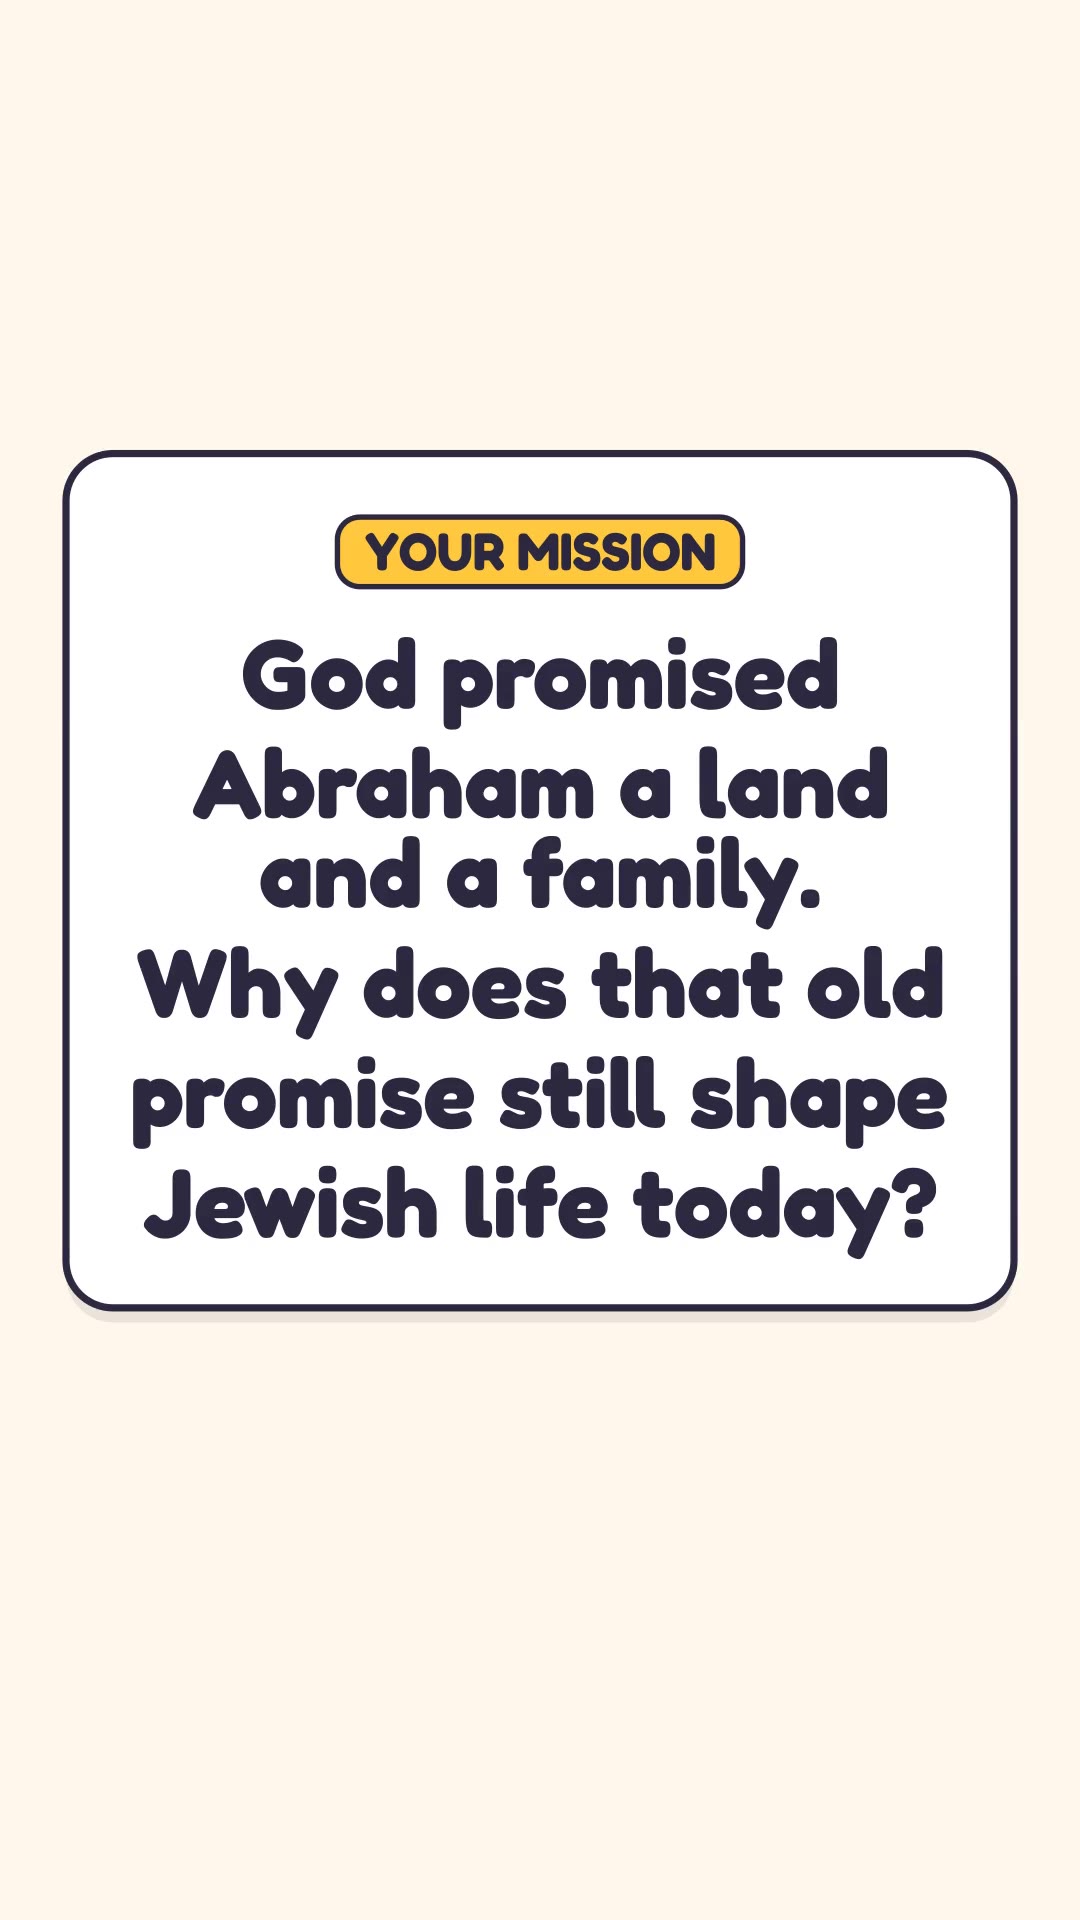 YOUR MISSION
God promised
Abraham a land
and a family.
Why does that old
promise still shape
Jewish life today?